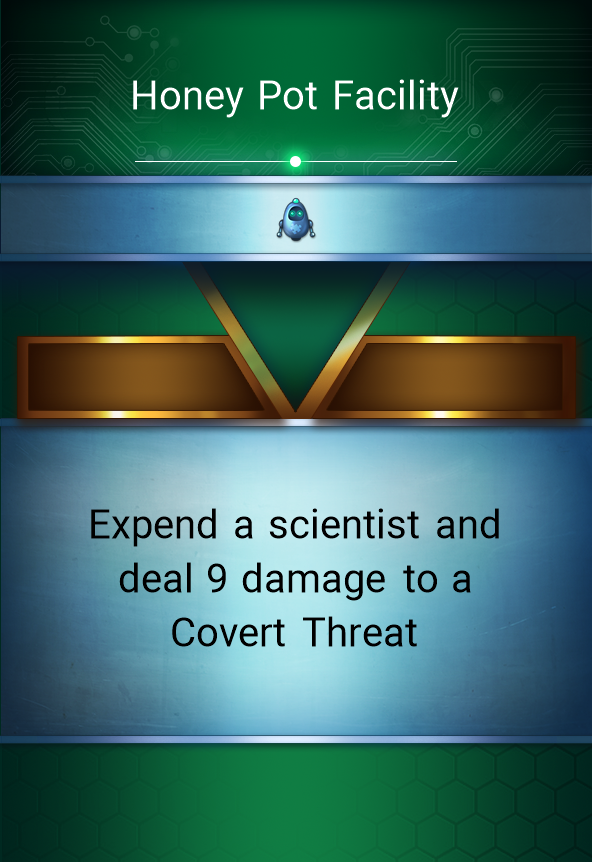 Honey Pot Facility
Expend a scientist and
deal 9 damage to a
Covert Threat